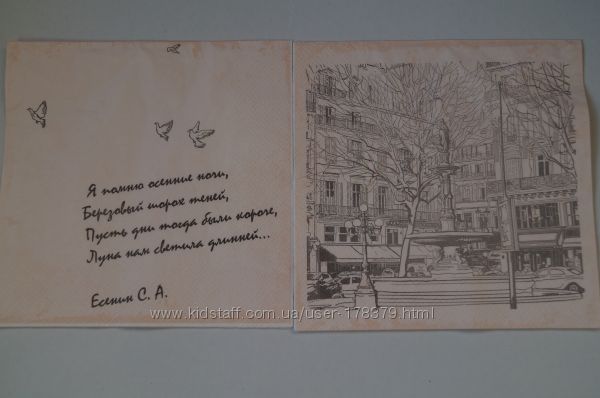 Я помню осенние ночи,
Березовый шорох теней,
Пусть дни тогда были короче,
Луна нам светила длинней...
Есенин С. А.
www.kidstaff.com.ua/user-178379.html